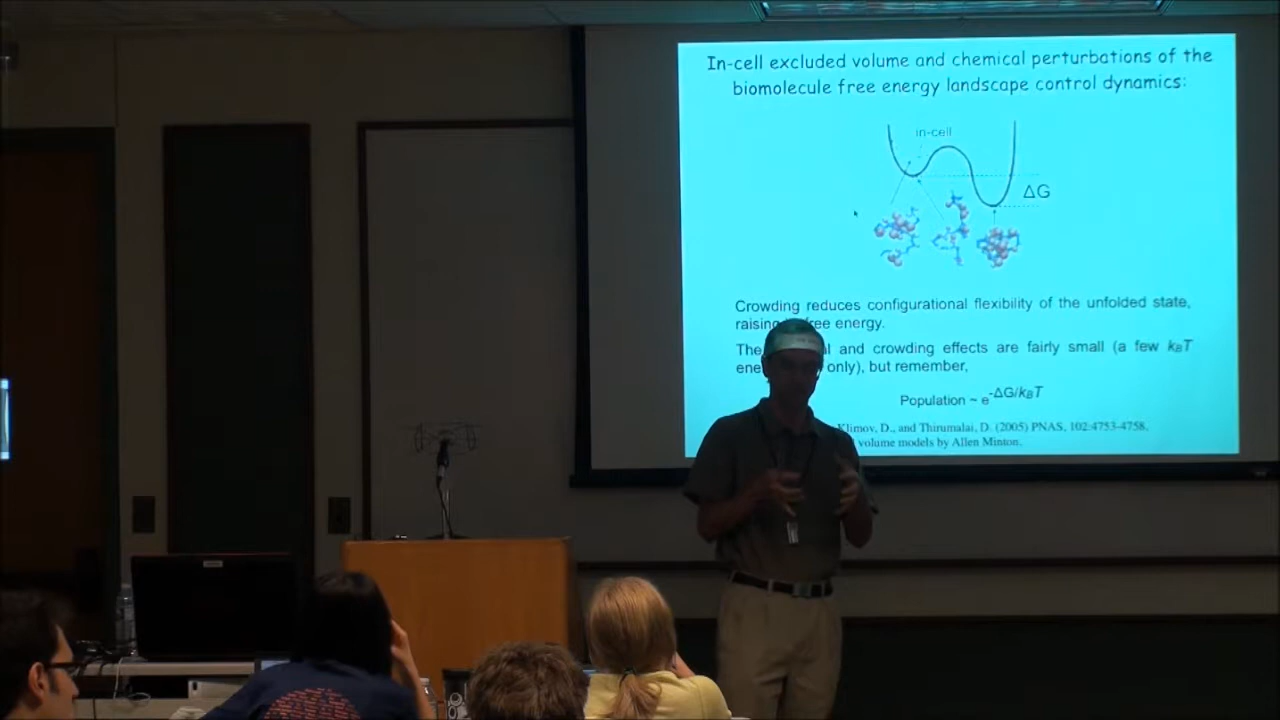 In-cell excluded volume and chemical perturbations of the
biomolecule free energy landscape control dynamics:
in-cell
ΔG
Crowding reduces configurational flexibility of the unfolded state,
raising free energy.
The and crowding effects are fairly small (a few kBT
only), but remember,
Population ~ e-ΔG/kBT
Klimov, D., and Thirumalai, D. (2005) PNAS, 102:4753-4758.
volume models by Allen Minton.